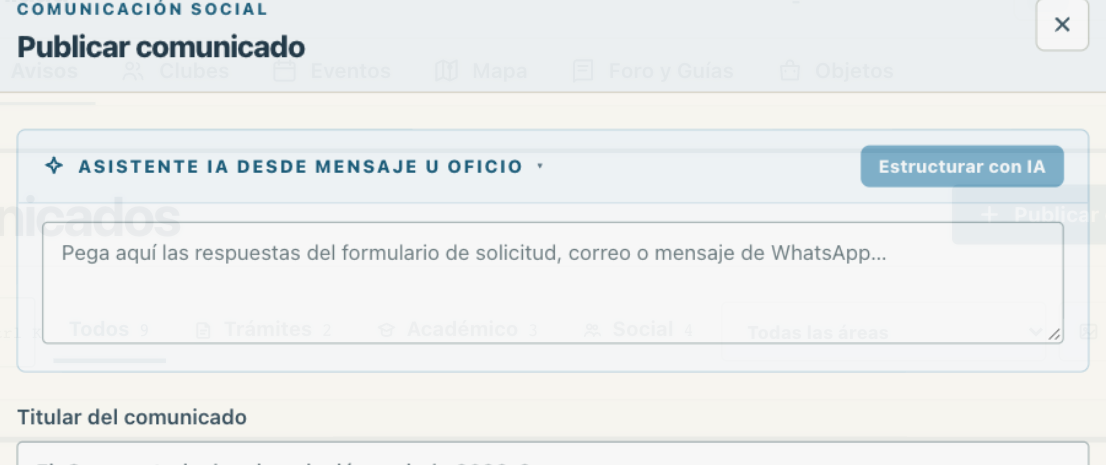 COMUNICACIÓN SOCIAL
Publicar comunicado
Avisos Clubes Eventos Mapa Foro y Guías Objetos
ASISTENTE IA DESDE MENSAJE U OFICIO
Estructurar con IA
nicados
+ Publicar
Pega aquí las respuestas del formulario de solicitud, correo o mensaje de WhatsApp...
Todos 9 Trámites 2 Académico 3 Social 4 Todas las áreas
Titular del comunicado